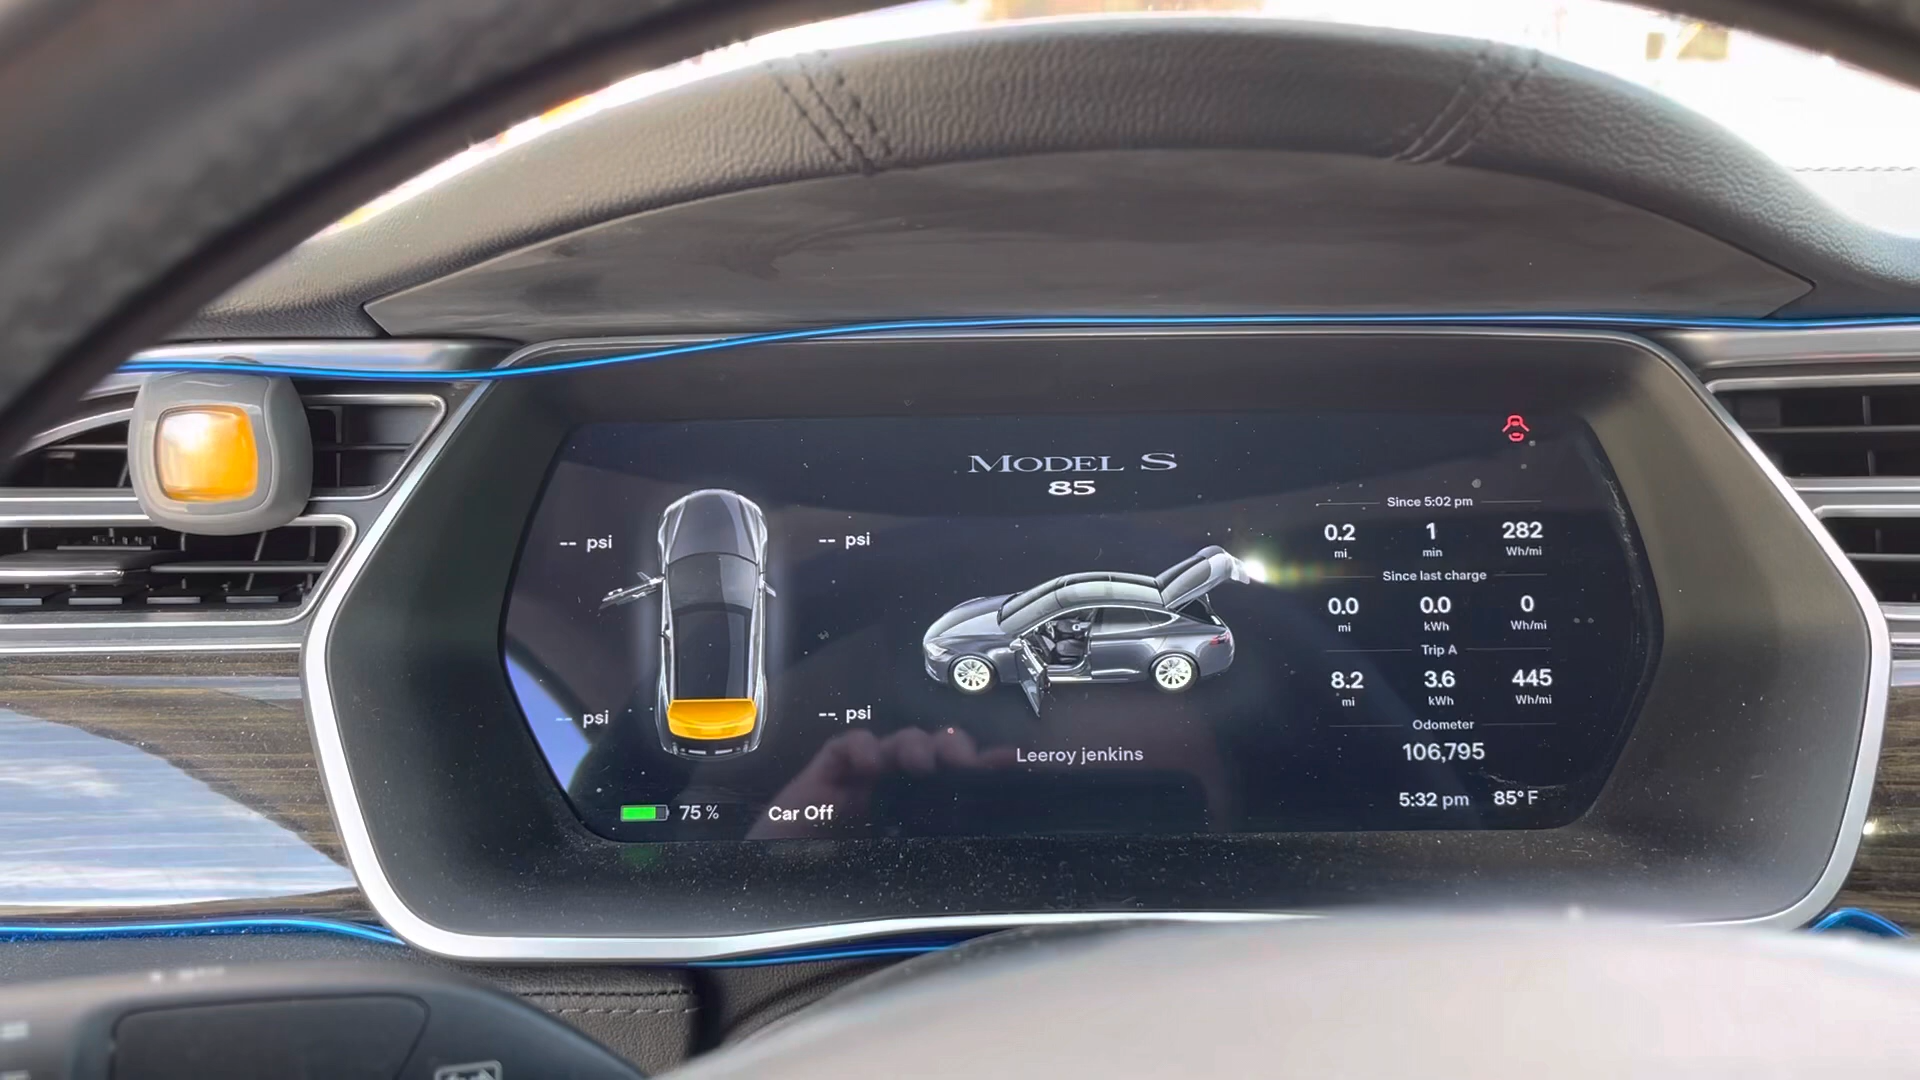 MODEL S
85
-- psi
-- psi
-- psi
-- psi
Leeroy jenkins
75 %
Car Off
Since 5:02 pm
0.2 1 282
mi min Wh/mi
Since last charge
0.0 0.0 0
mi kWh Wh/mi
Trip A
8.2 3.6 445
mi kWh Wh/mi
Odometer
106,795
5:32 pm 85°F